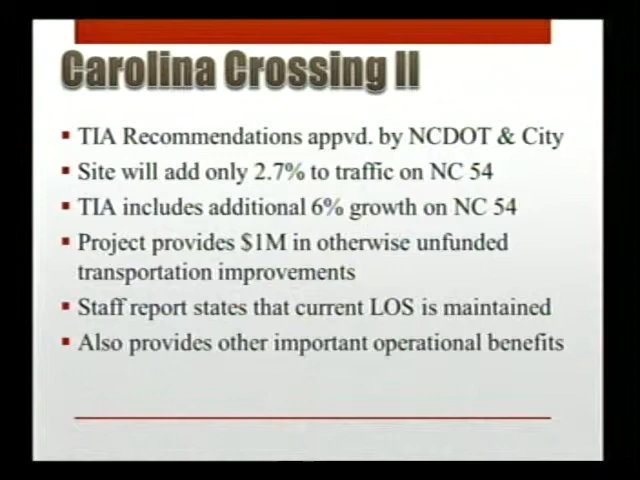 Carolina Crossing II
▪ TIA Recommendations appvd. by NCDOT & City
▪ Site will add only 2.7% to traffic on NC 54
▪ TIA includes additional 6% growth on NC 54
▪ Project provides $1M in otherwise unfunded
transportation improvements
▪ Staff report states that current LOS is maintained
▪ Also provides other important operational benefits